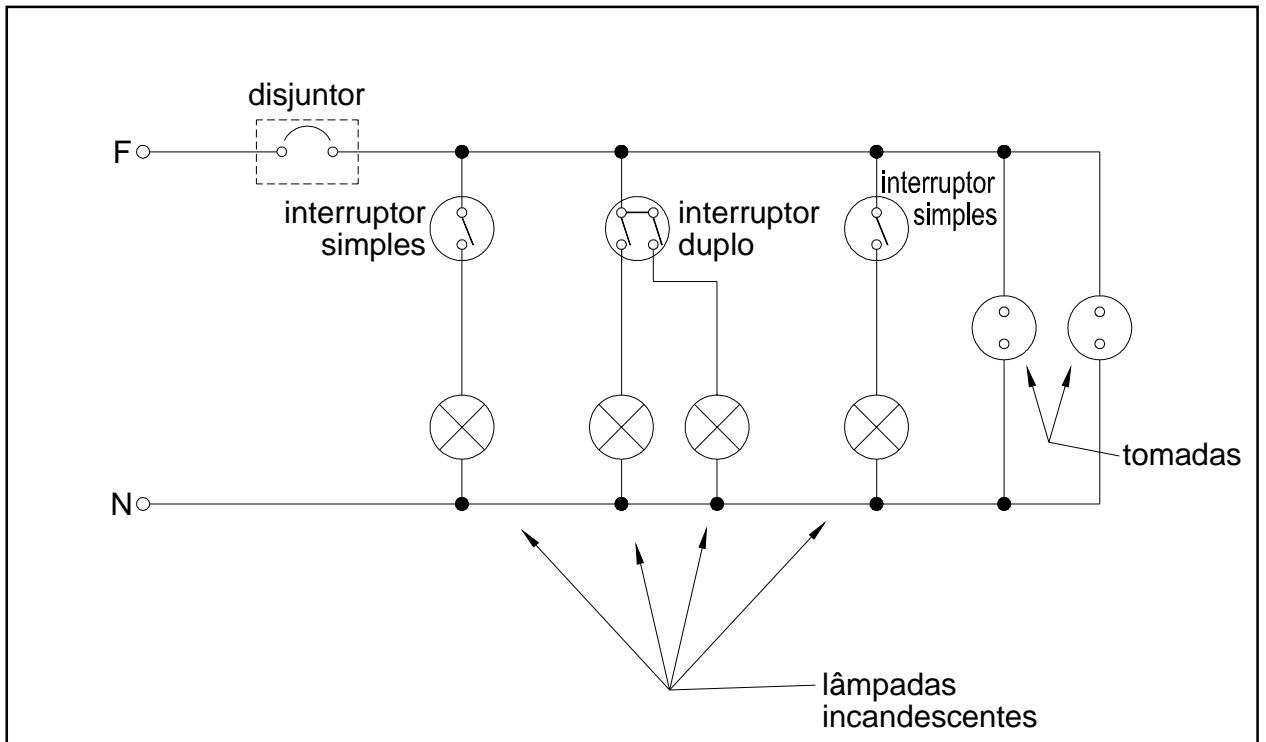 disjuntor
F
interruptor
simples
interruptor
duplo
interruptor
simples
tomadas
N
lâmpadas
incandescentes